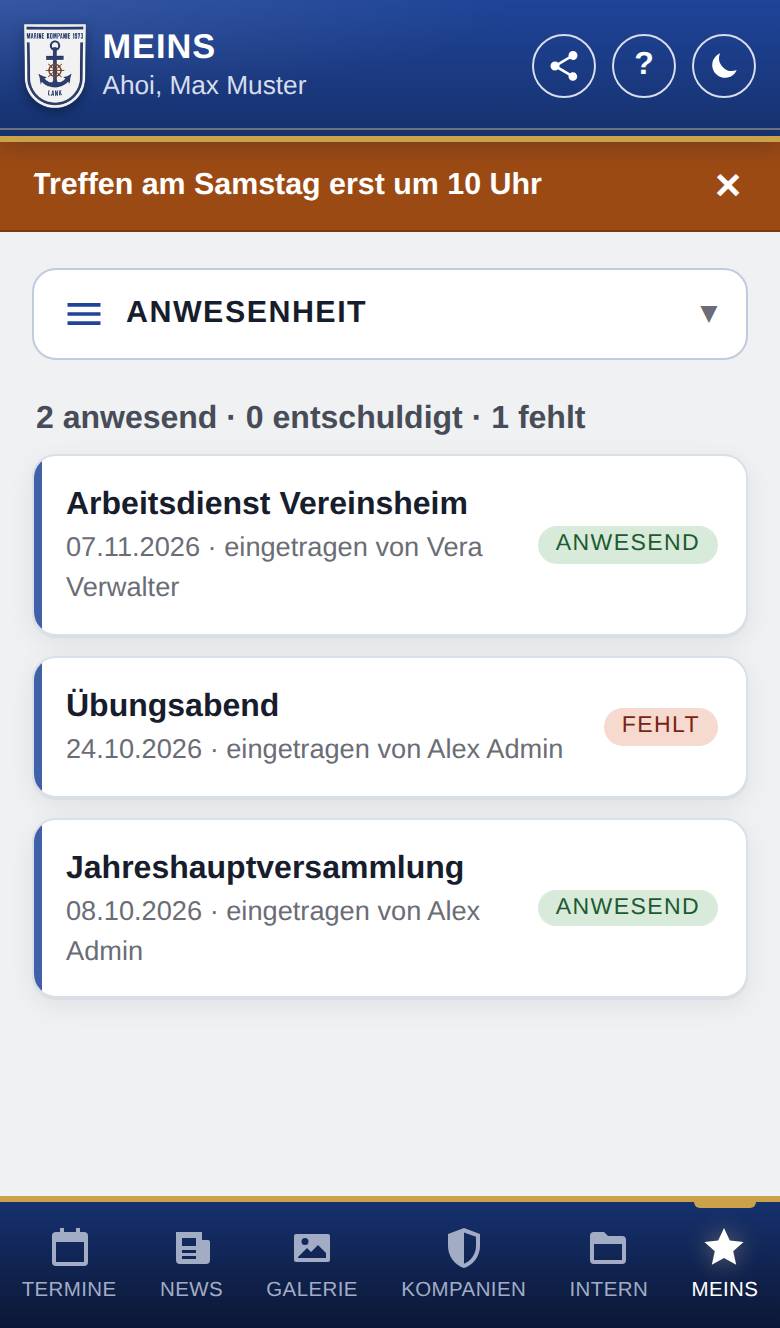 MARINE KOMPANIE 1973
LANK
MEINS
Ahoi, Max Muster
?
Treffen am Samstag erst um 10 Uhr
×
ANWESENHEIT
▼
2 anwesend · 0 entschuldigt · 1 fehlt
Arbeitsdienst Vereinsheim
07.11.2026 · eingetragen von Vera
Verwalter
ANWESEND
Übungsabend
24.10.2026 · eingetragen von Alex Admin
FEHLT
Jahreshauptversammlung
08.10.2026 · eingetragen von Alex
Admin
ANWESEND
TERMINE
NEWS
GALERIE
KOMPANIEN
INTERN
MEINS